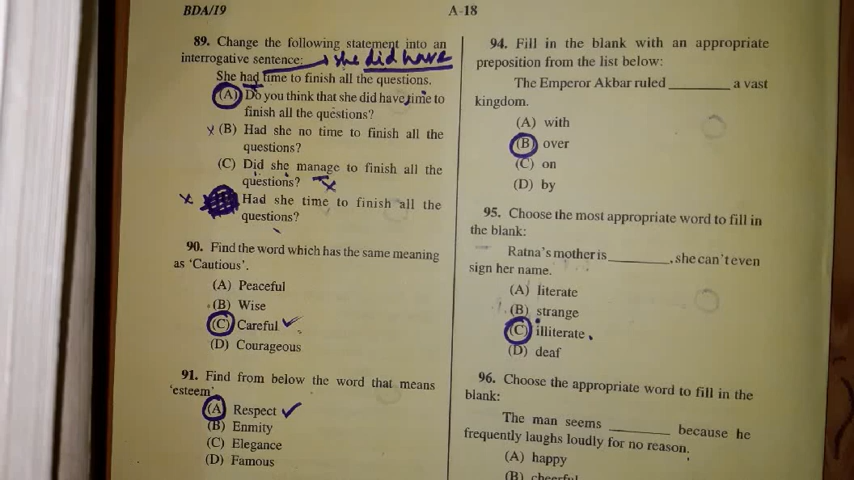 BDA/19
A-18
89. Change the following statement into an
interrogative sentence:
she did have
She had time to finish all the questions.
(A) Do you think that she did have time to
finish all the questions?
(B) Had she no time to finish all the
questions?
(C) Did she manage to finish all the
questions?
Had she time to finish all the
questions?
90. Find the word which has the same meaning
as 'Cautious'.
(A) Peaceful
(B) Wise
(C) Careful
(D) Courageous
91. Find from below the word that means
'esteem'
(A) Respect
(B) Enmity
(C) Elegance
(D) Famous
94. Fill in the blank with an appropriate
preposition from the list below:
The Emperor Akbar ruled ________ a vast
kingdom.
(A) with
(B) over
(C) on
(D) by
95. Choose the most appropriate word to fill in
the blank:
Ratna's mother is ________, she can't even
sign her name.
(A) literate
(B) strange
(C) illiterate
(D) deaf
96. Choose the appropriate word to fill in the
blank:
The man seems ________ because he
frequently laughs loudly for no reason.
(A) happy
(B) cheerful